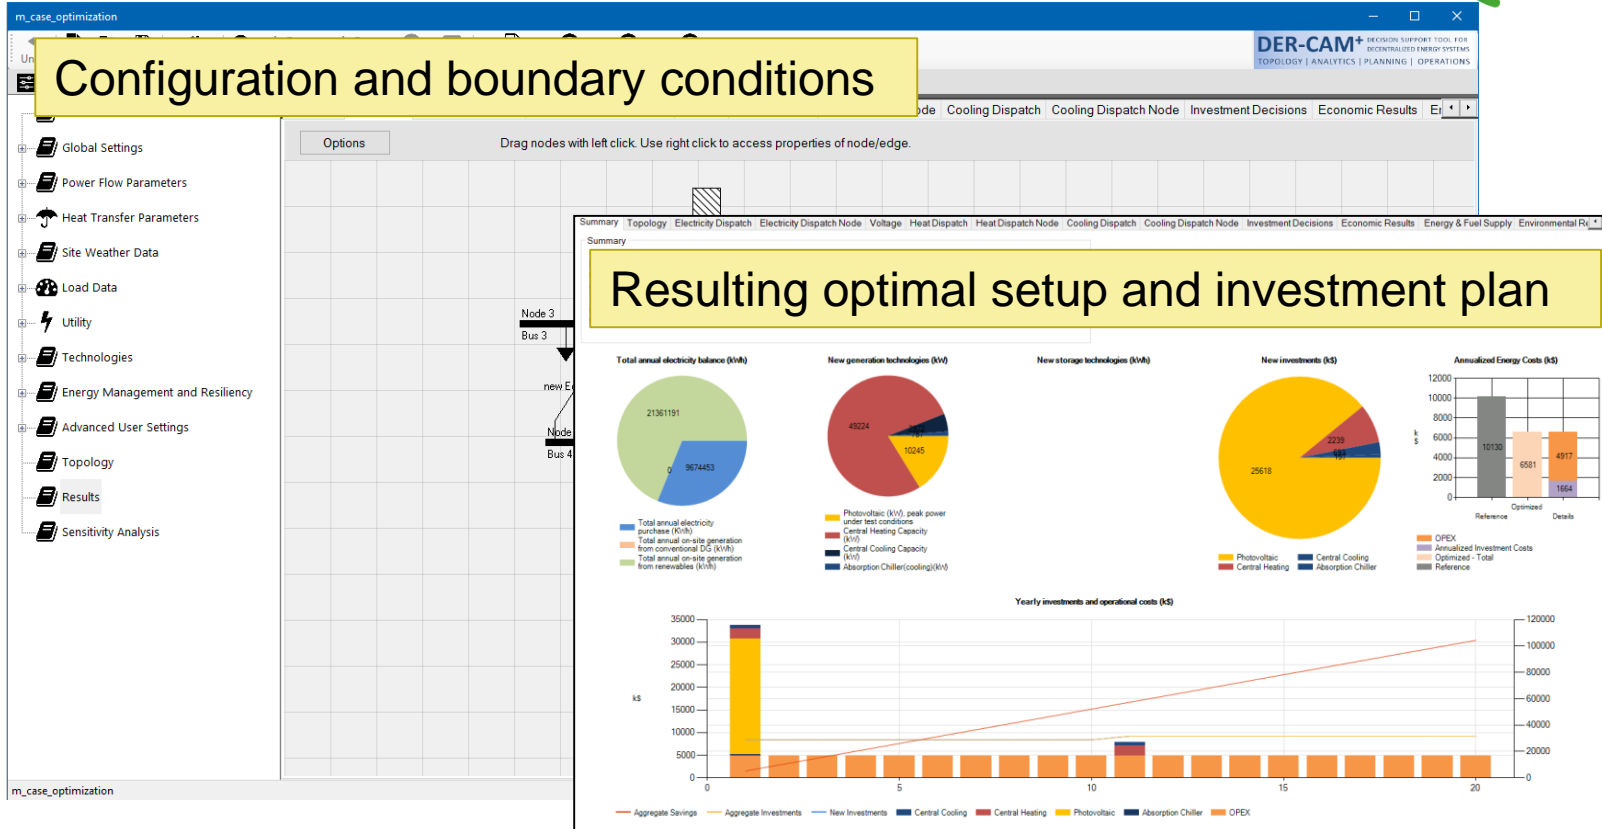 m_case_optimization
DER-CAM+ DECISION SUPPORT TOOL FOR
DECENTRALIZED ENERGY SYSTEMS
TOPOLOGY | ANALYTICS | PLANNING | OPERATIONS
Configuration and boundary conditions
Cooling Dispatch Cooling Dispatch Node Investment Decisions Economic Results
Options
Drag nodes with left click. Use right click to access properties of node/edge.
Global Settings
Power Flow Parameters
Heat Transfer Parameters
Site Weather Data
Load Data
Utility
Technologies
Energy Management and Resiliency
Advanced User Settings
Topology
Results
Sensitivity Analysis
Node 3
Bus 3
new
Node
Bus 4
Summary Topology Electricity Dispatch Electricity Dispatch Node Voltage Heat Dispatch Heat Dispatch Node Cooling Dispatch Cooling Dispatch Node Investment Decisions Economic Results Energy & Fuel Supply Environmental
Summary
Resulting optimal setup and investment plan
Total annual electricity balance (kWh)
21361191
0
9674453
Total annual electricity
purchase (kWh)
Total annual on-site generation
from conventional DG (kWh)
Total annual on-site generation
from renewables (kWh)
New generation technologies (kW)
49224
10245
Photovoltaic (kW), peak power
under test conditions
Central Heating Capacity
(kW)
Central Cooling Capacity
(kW)
Absorption Chiller(cooling)(kW)
New storage technologies (kWh)
New investments (k$)
2239
25618
Photovoltaic Central Cooling
Central Heating Absorption Chiller
Annualized Energy Costs (k$)
12000
10000
8000
6000
4000
2000
0
k
$
10130
6581
4917
1664
Reference Optimized Details
OPEX
Annualized Investment Costs
Optimized - Total
Reference
Yearly investments and operational costs (k$)
35000
30000
25000
20000
15000
10000
5000
0
k$
120000
100000
80000
60000
40000
20000
0
0 5 10 15 20
Aggregate Savings Aggregate Investments New Investments Central Cooling Central Heating Photovoltaic Absorption Chiller OPEX
m_case_optimization